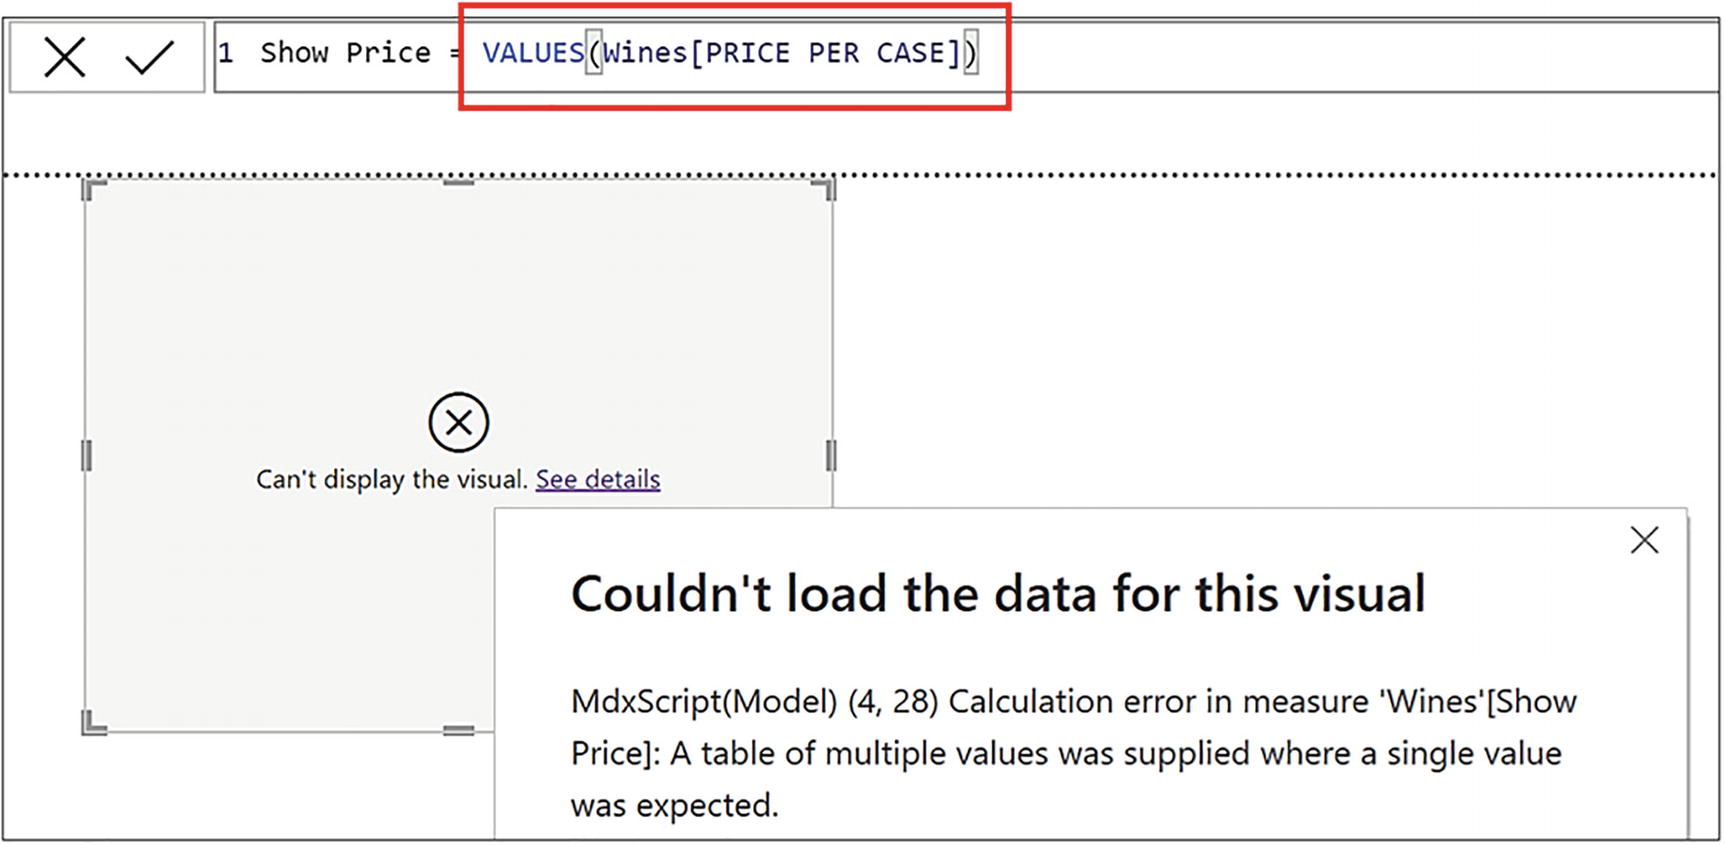 1 Show Price = VALUES(Wines[PRICE PER CASE])
Can't display the visual. See details
Couldn't load the data for this visual
MdxScript(Model) (4, 28) Calculation error in measure 'Wines'[Show
Price]: A table of multiple values was supplied where a single value
was expected.